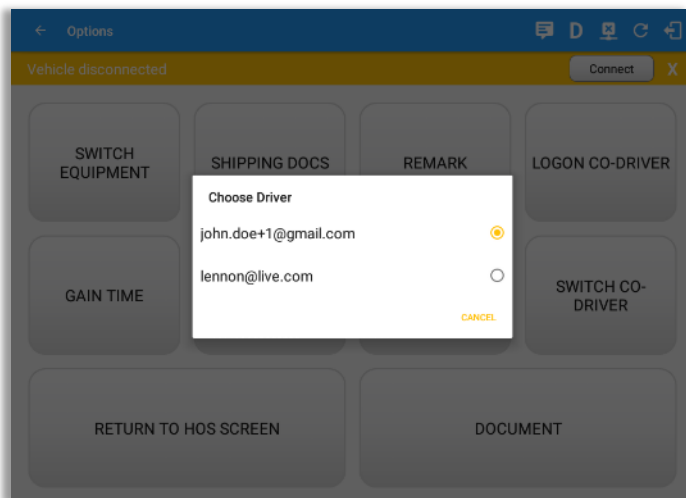 Options
D
Vehicle disconnected
Connect
X
SWITCH
EQUIPMENT
SHIPPING DOCS
REMARK
LOGON CO-DRIVER
Choose Driver
john.doe+1@gmail.com
lennon@live.com
CANCEL
GAIN TIME
SWITCH CO-
DRIVER
RETURN TO HOS SCREEN
DOCUMENT